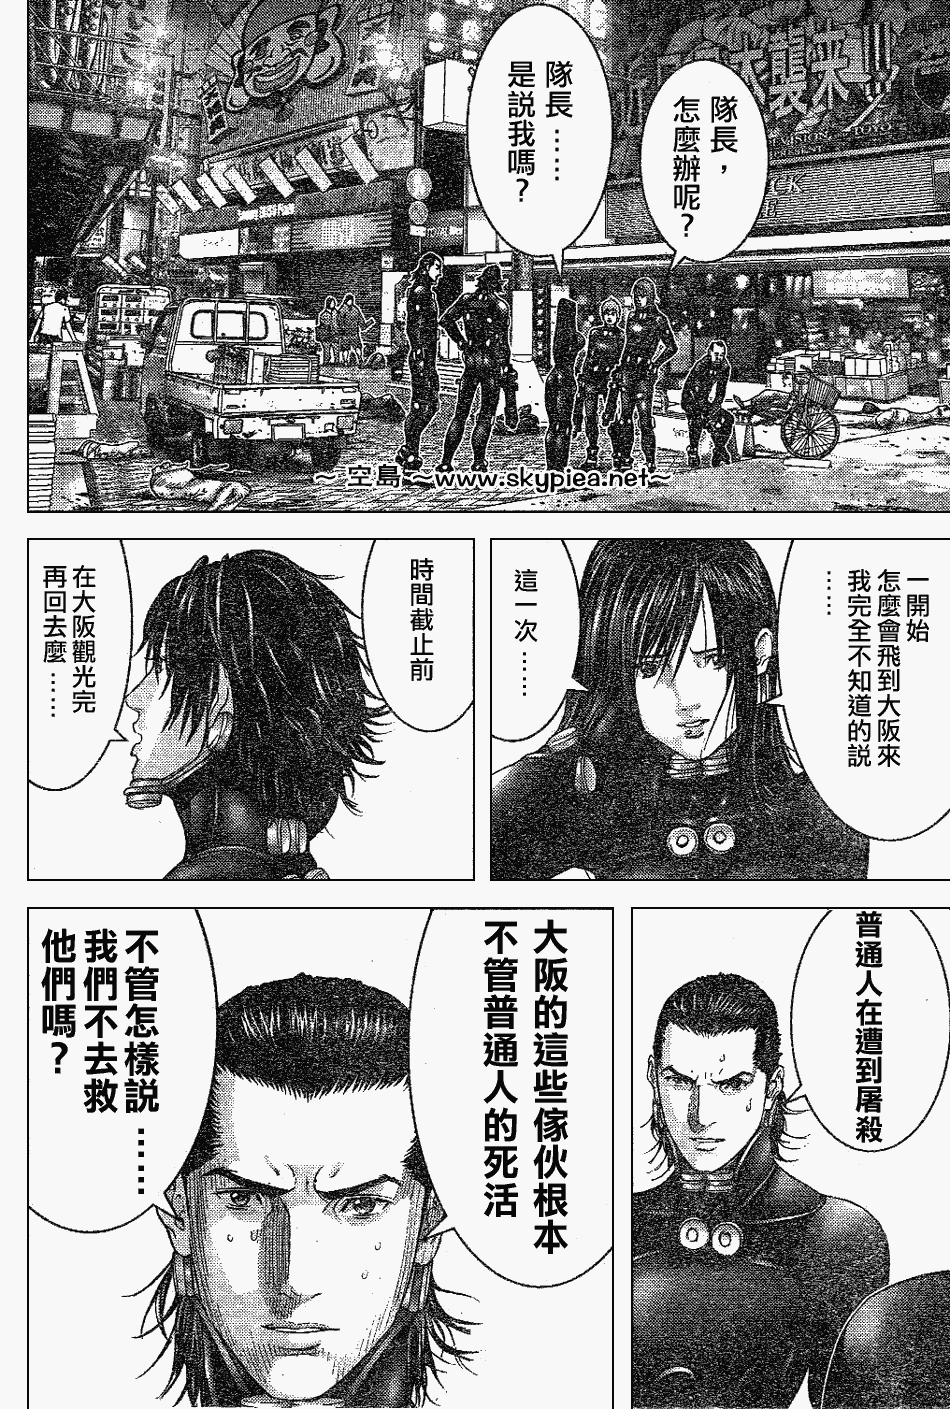 隊長，
怎麼辦呢？
隊長……
是說我嗎？
襲来!!
～空島～www.skypiea.net～
一開始
怎麼會飛到大阪來
我完全不知道的說
……
這一次……
時間截止前
在大阪觀光完
再回去麼……
普通人在遭到屠殺
大阪的這些傢伙根本
不管普通人的死活
不管怎樣說……
我們不去救
他們嗎？